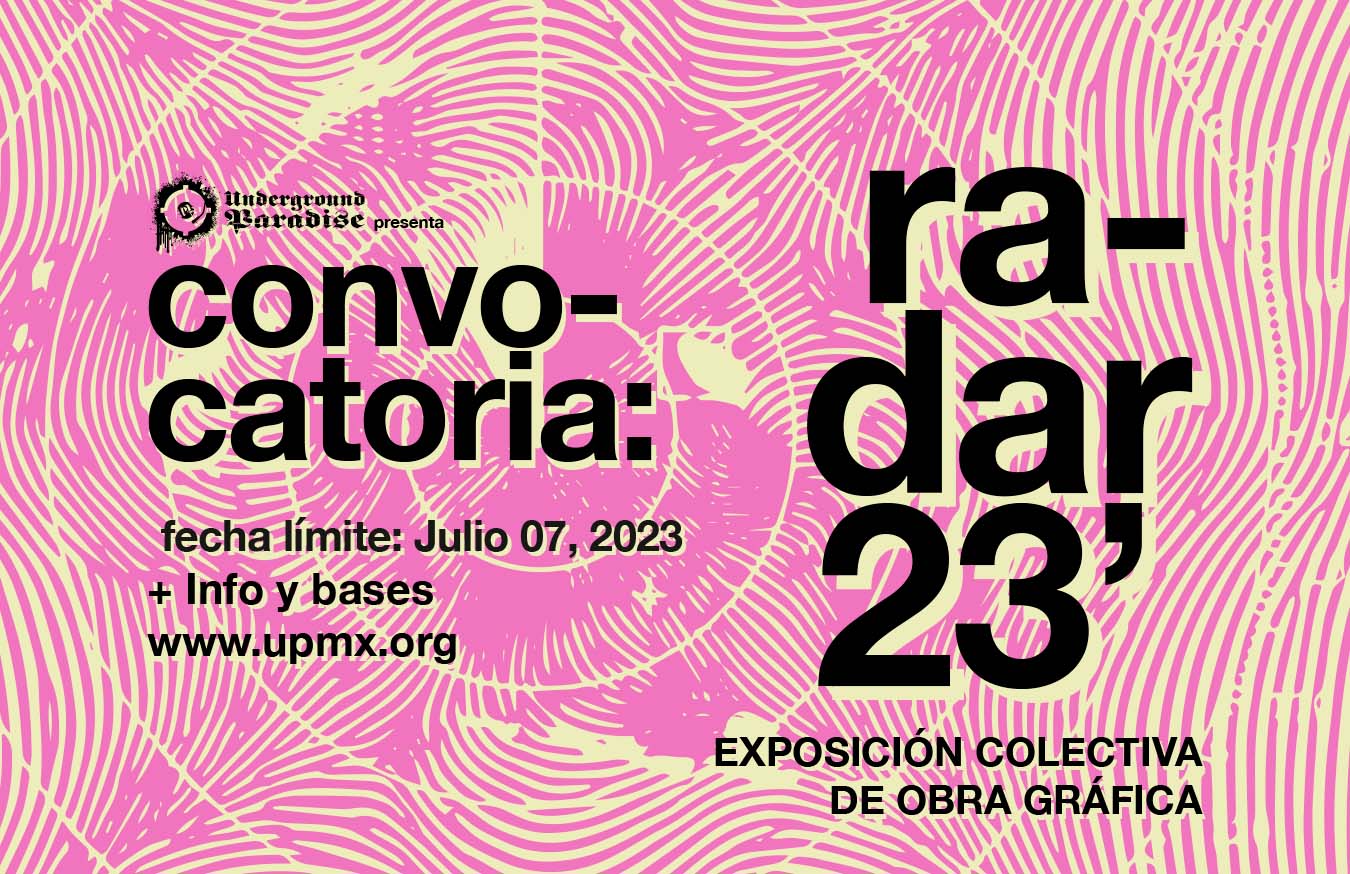 Underground
Paradise presenta
convo-
catoria:
fecha límite: Julio 07, 2023
+ Info y bases
www.upmx.org
ra-
dar
23’
EXPOSICIÓN COLECTIVA
DE OBRA GRÁFICA